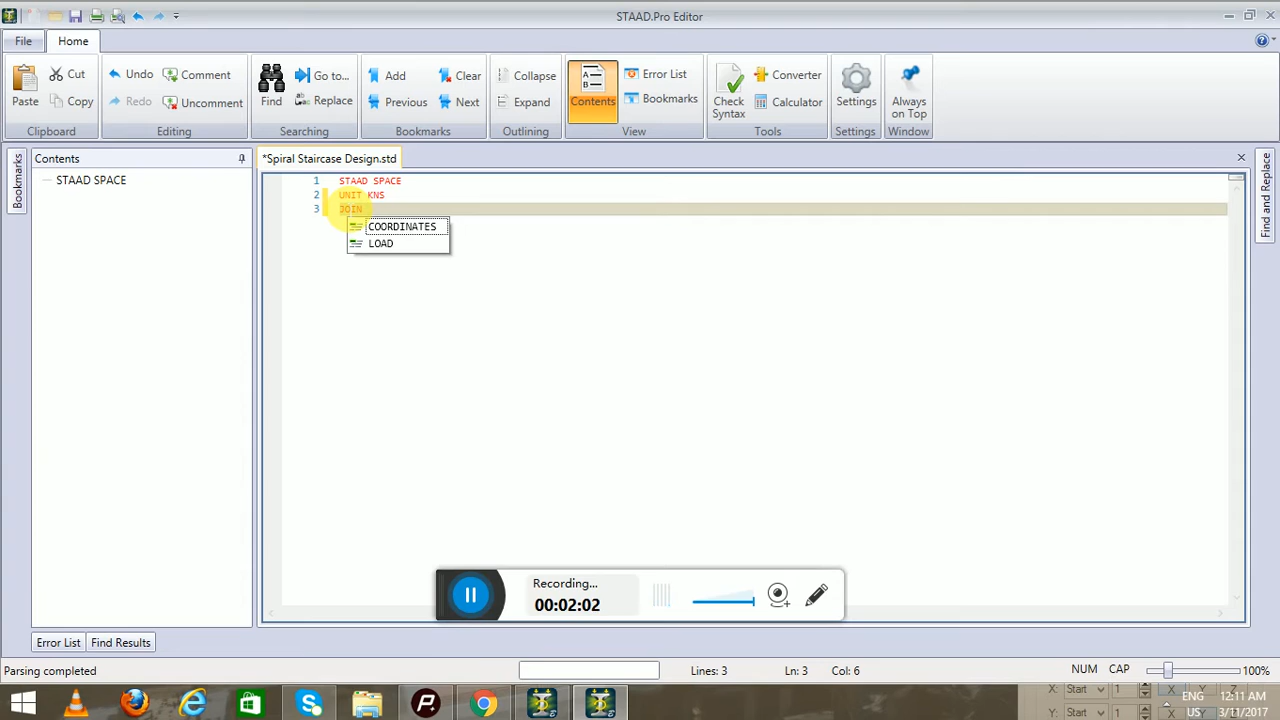 STAAD.Pro Editor
File
Home
Paste
Cut
Copy
Clipboard
Undo
Redo
Comment
Uncomment
Editing
Find
Go to...
Replace
Searching
Add
Previous
Clear
Next
Bookmarks
Collapse
Expand
Outlining
Contents
Error List
Bookmarks
View
Check Syntax
Converter
Calculator
Tools
Settings
Settings
Always on Top
Window
Bookmarks
Contents
STAAD SPACE
*Spiral Staircase Design.std
1 STAAD SPACE
2 UNIT KNS
3 JOIN
COORDINATES
LOAD
Find and Replace
Recording...
00:02:02
Error List
Find Results
Parsing completed
Lines: 3
Ln: 3
Col: 6
NUM
CAP
100%
X: Start 1 X Y Z
Y: Start 1
ENG
US
12:11 AM
3/11/2017